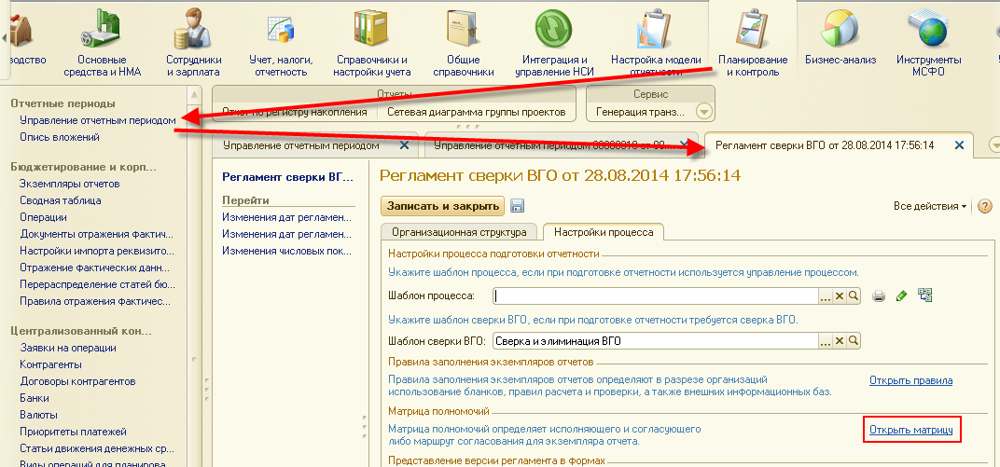 водство
Основные
средства и НМА
Сотрудники
и зарплата
Учет, налоги,
отчетность
Справочники и
настройки учета
Общие
справочники
Интеграция и
управление НСИ
Настройка модели
отчетности
Планирование
и контроль
Бизнес-анализ
Инструменты
МСФО
Отчеты
Отчет по регистру накопления
Сетевая диаграмма группы проектов
Сервис
Генерация транз...
Отчетные периоды
Управление отчетным периодом
Опись вложений
Бюджетирование и корп...
Экземпляры отчетов
Сводная таблица
Операции
Документы отражения фактич...
Настройки импорта реквизито...
Отражение фактических данн...
Перераспределение статей бю...
Правила отражения фактичес...
Централизованный кон...
Заявки на операции
Контрагенты
Договоры контрагентов
Банки
Валюты
Приоритеты платежей
Статьи движения денежных ср...
Виды операций для планирова...
Управление отчетным периодом
Управление отчетным периодом
Регламент сверки ВГО от 28.08.2014 17:56:14
Регламент сверки ВГ...
Перейти
Изменения дат регламен...
Изменения дат регламен...
Изменения числовых пок...
Регламент сверки ВГО от 28.08.2014 17:56:14
Записать и закрыть
Все действия
Организационная структура
Настройки процесса
Настройки процесса подготовки отчетности
Укажите шаблон процесса, если при подготовке отчетности используется управление процессом.
Шаблон процесса:
Укажите шаблон сверки ВГО, если при подготовке отчетности требуется сверка ВГО.
Шаблон сверки ВГО: Сверка и элиминация ВГО
Правила заполнения экземпляров отчетов
Правила заполнения экземпляров отчетов определяют в разрезе организаций
использование бланков, правил расчета и проверки, а также внешних информационных баз.
Открыть правила
Матрица полномочий
Матрица полномочий определяет исполняющего и согласующего
либо маршрут согласования для экземпляра отчета.
Открыть матрицу
Представление версии регламента в формах